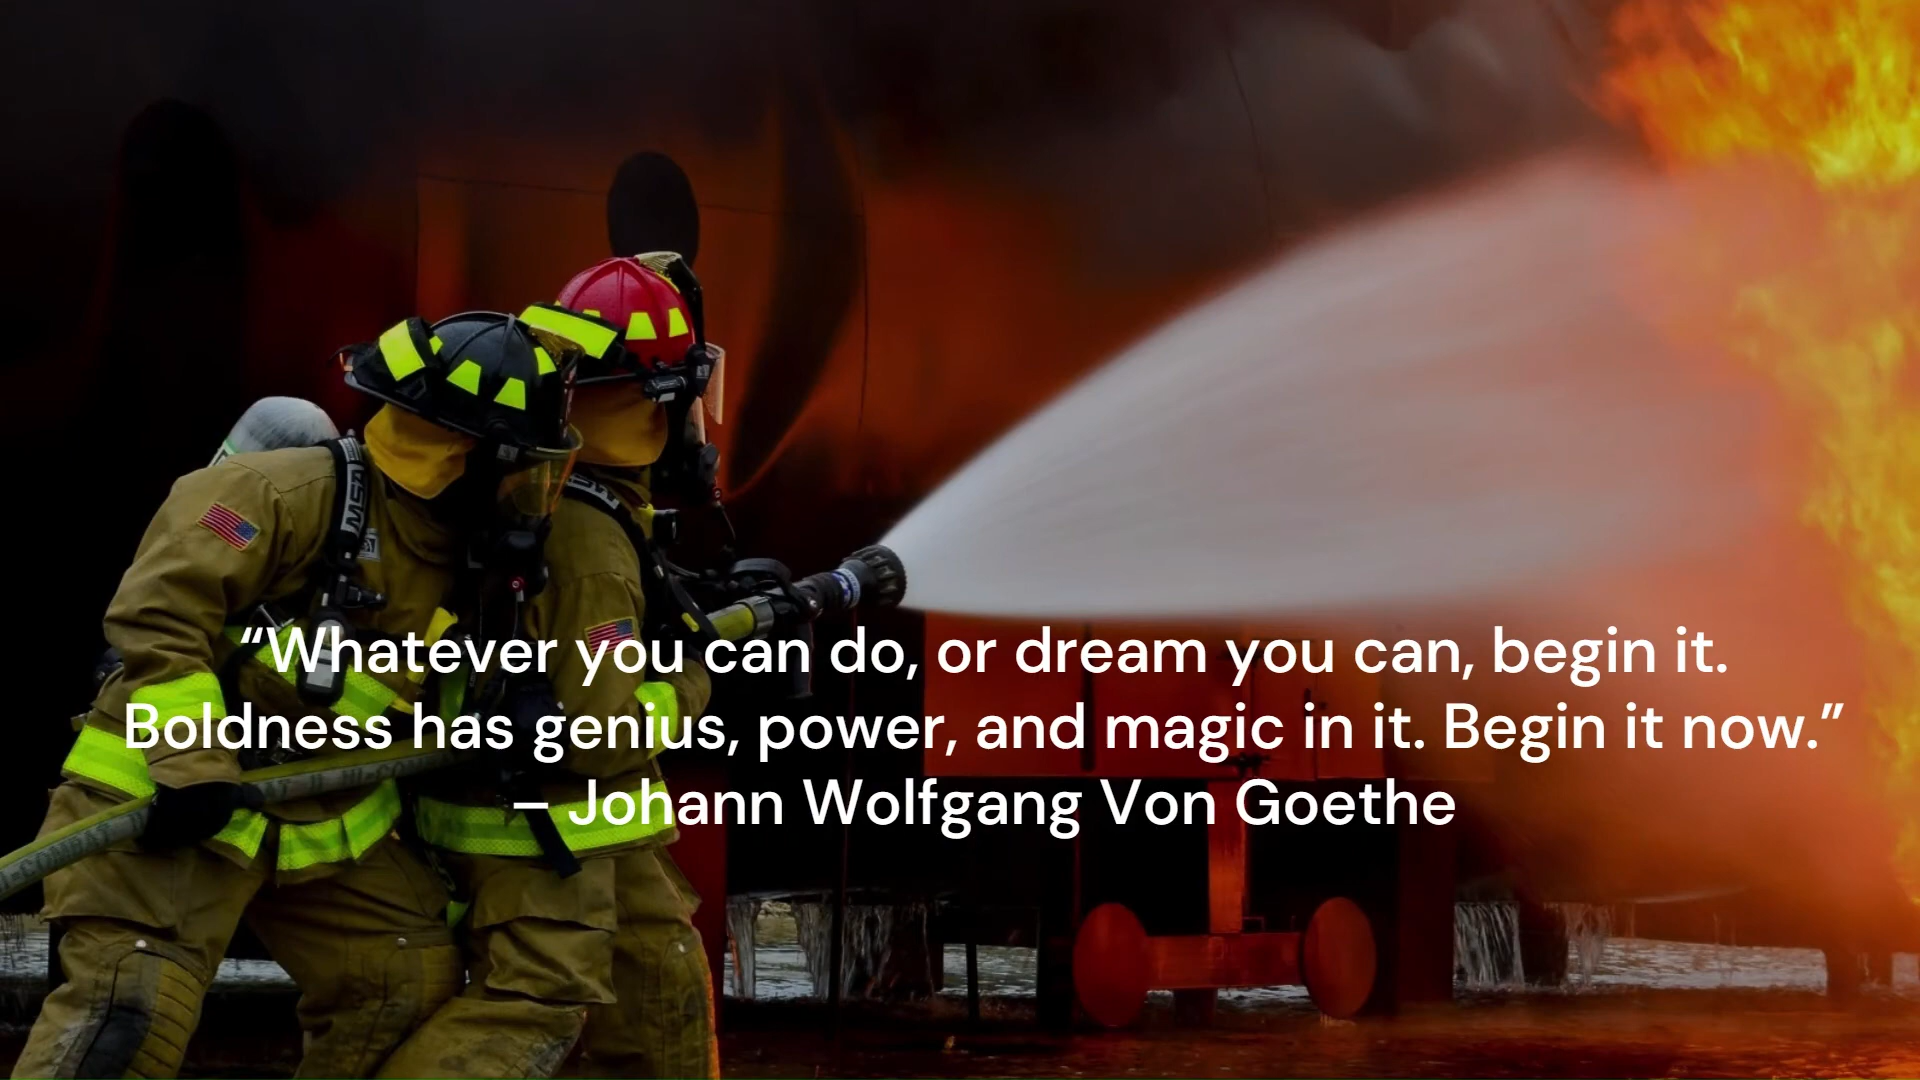 MSA
“Whatever you can do, or dream you can, begin it.
Boldness has genius, power, and magic in it. Begin it now.”
– Johann Wolfgang Von Goethe